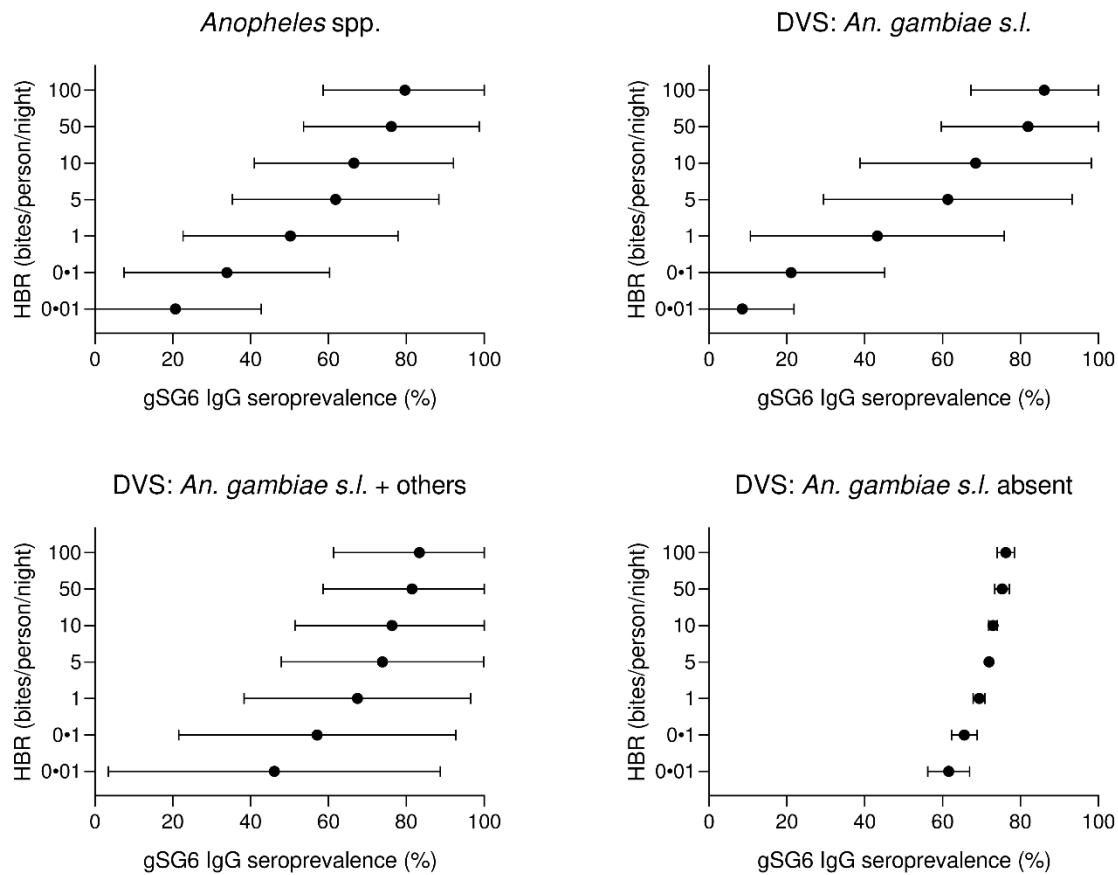 Anopheles spp.
HBR (bites/person/night)
100
50
10
5
1
0•1
0•01
0 20 40 60 80 100
gSG6 IgG seroprevalence (%)
DVS: An. gambiae s.l.
HBR (bites/person/night)
100
50
10
5
1
0•1
0•01
0 20 40 60 80 100
gSG6 IgG seroprevalence (%)
DVS: An. gambiae s.l. + others
HBR (bites/person/night)
100
50
10
5
1
0•1
0•01
0 20 40 60 80 100
gSG6 IgG seroprevalence (%)
DVS: An. gambiae s.l. absent
HBR (bites/person/night)
100
50
10
5
1
0•1
0•01
0 20 40 60 80 100
gSG6 IgG seroprevalence (%)